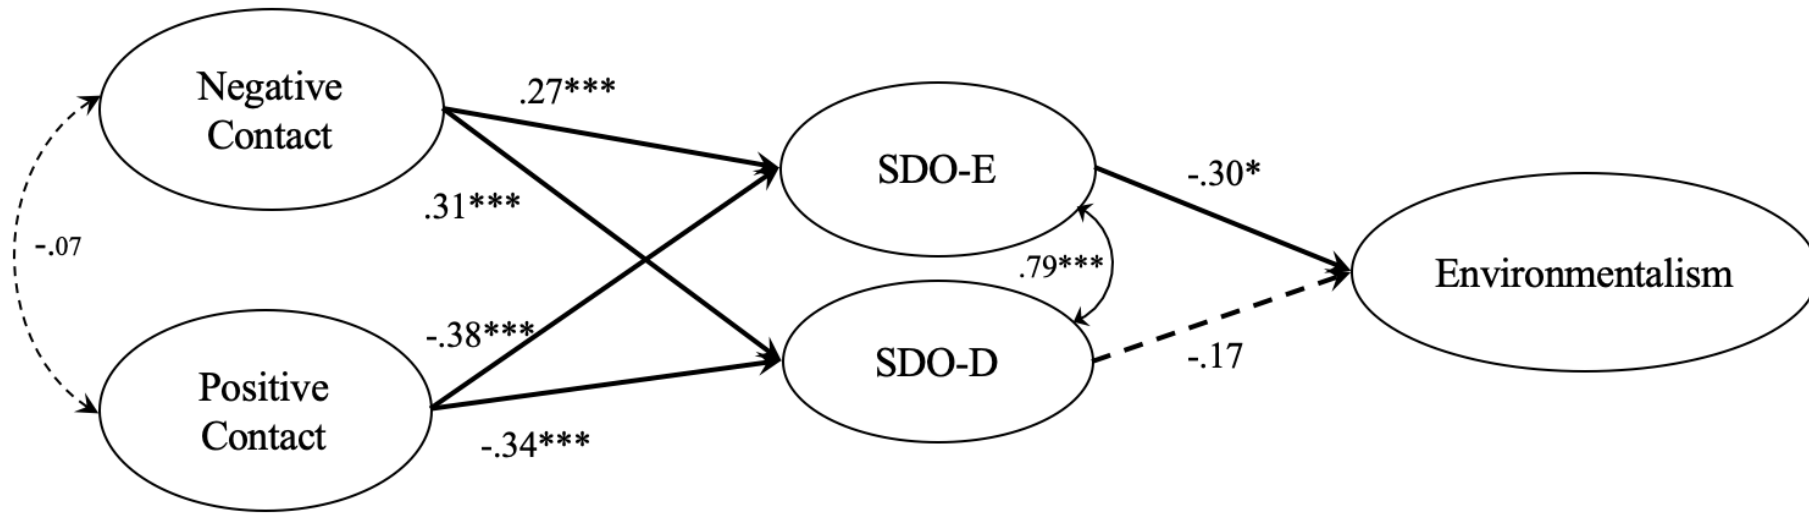 Negative
Contact
.27***
.31***
-.07
-.38***
Positive
Contact
-.34***
SDO-E
.79***
SDO-D
-.30*
-.17
Environmentalism